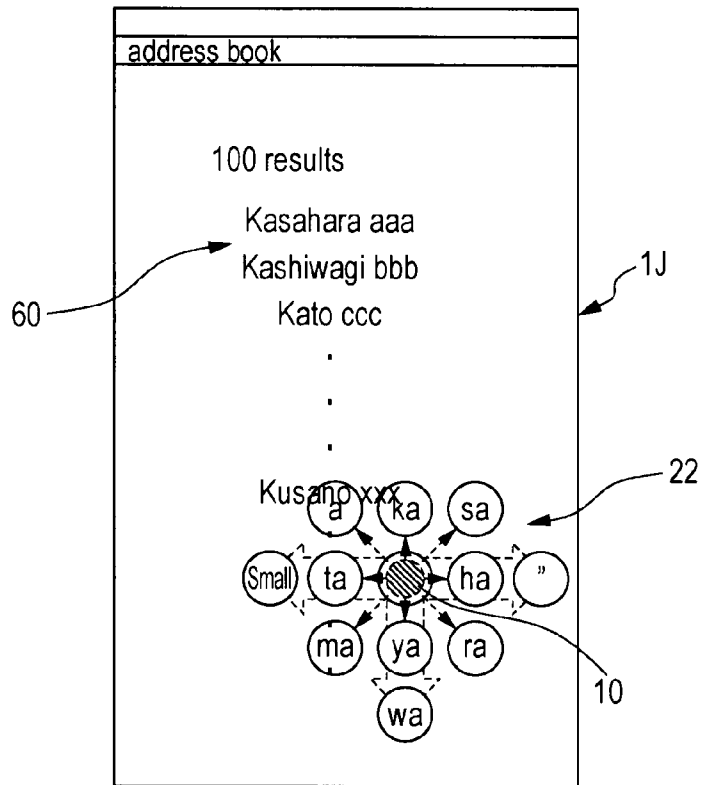 address book
100 results
Kasahara aaa
1J
Kashiwagi bbb
60
Kato ccc
22
Kusano xxx
a ka sa
Small ta ha ”
ma ya ra
10
wa